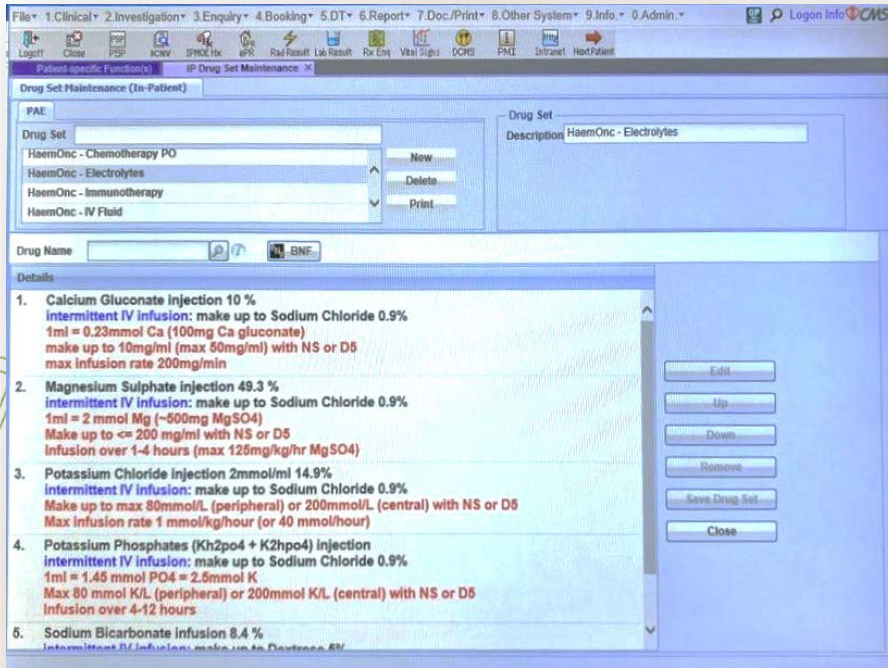 File 1.Clinical 2.Investigation 3.Enquiry 4.Booking 5.DT 6.Report 7.Doc./Print 8.Other System 9.Info. 0.Admin. Logon Info CMS
Logoff Close PSP IPMOE Hx ePR Rad Result Lab Result Rx Enq Vital Signs DCMS PMI Intranet NextPatient
Patient-specific Function(s) IP Drug Set Maintenance ×
Drug Set Maintenance (In-Patient)
PAE
Drug Set
HaemOnc - Chemotherapy PO
HaemOnc - Electrolytes
HaemOnc - Immunotherapy
HaemOnc - IV Fluid
New
Delete
Print
Drug Set
Description HaemOnc - Electrolytes
Drug Name BNF
Details
1. Calcium Gluconate injection 10 %
intermittent IV infusion: make up to Sodium Chloride 0.9%
1ml = 0.23mmol Ca (100mg Ca gluconate)
make up to 10mg/ml (max 50mg/ml) with NS or D5
max infusion rate 200mg/min
2. Magnesium Sulphate injection 49.3 %
intermittent IV infusion: make up to Sodium Chloride 0.9%
1ml = 2 mmol Mg (~500mg MgSO4)
Make up to <= 200 mg/ml with NS or D5
Infusion over 1-4 hours (max 125mg/kg/hr MgSO4)
3. Potassium Chloride injection 2mmol/ml 14.9%
intermittent IV infusion: make up to Sodium Chloride 0.9%
Make up to max 80mmol/L (peripheral) or 200mmol/L (central) with NS or D5
Max infusion rate 1 mmol/kg/hour (or 40 mmol/hour)
4. Potassium Phosphates (Kh2po4 + K2hpo4) injection
intermittent IV infusion: make up to Sodium Chloride 0.9%
1ml = 1.45 mmol PO4 = 2.5mmol K
Max 80 mmol K/L (peripheral) or 200mmol K/L (central) with NS or D5
Infusion over 4-12 hours
5. Sodium Bicarbonate infusion 8.4 %
intermittent IV infusion: make up to Dextrose 5%
Edit
Up
Down
Remove
Save Drug Set
Close